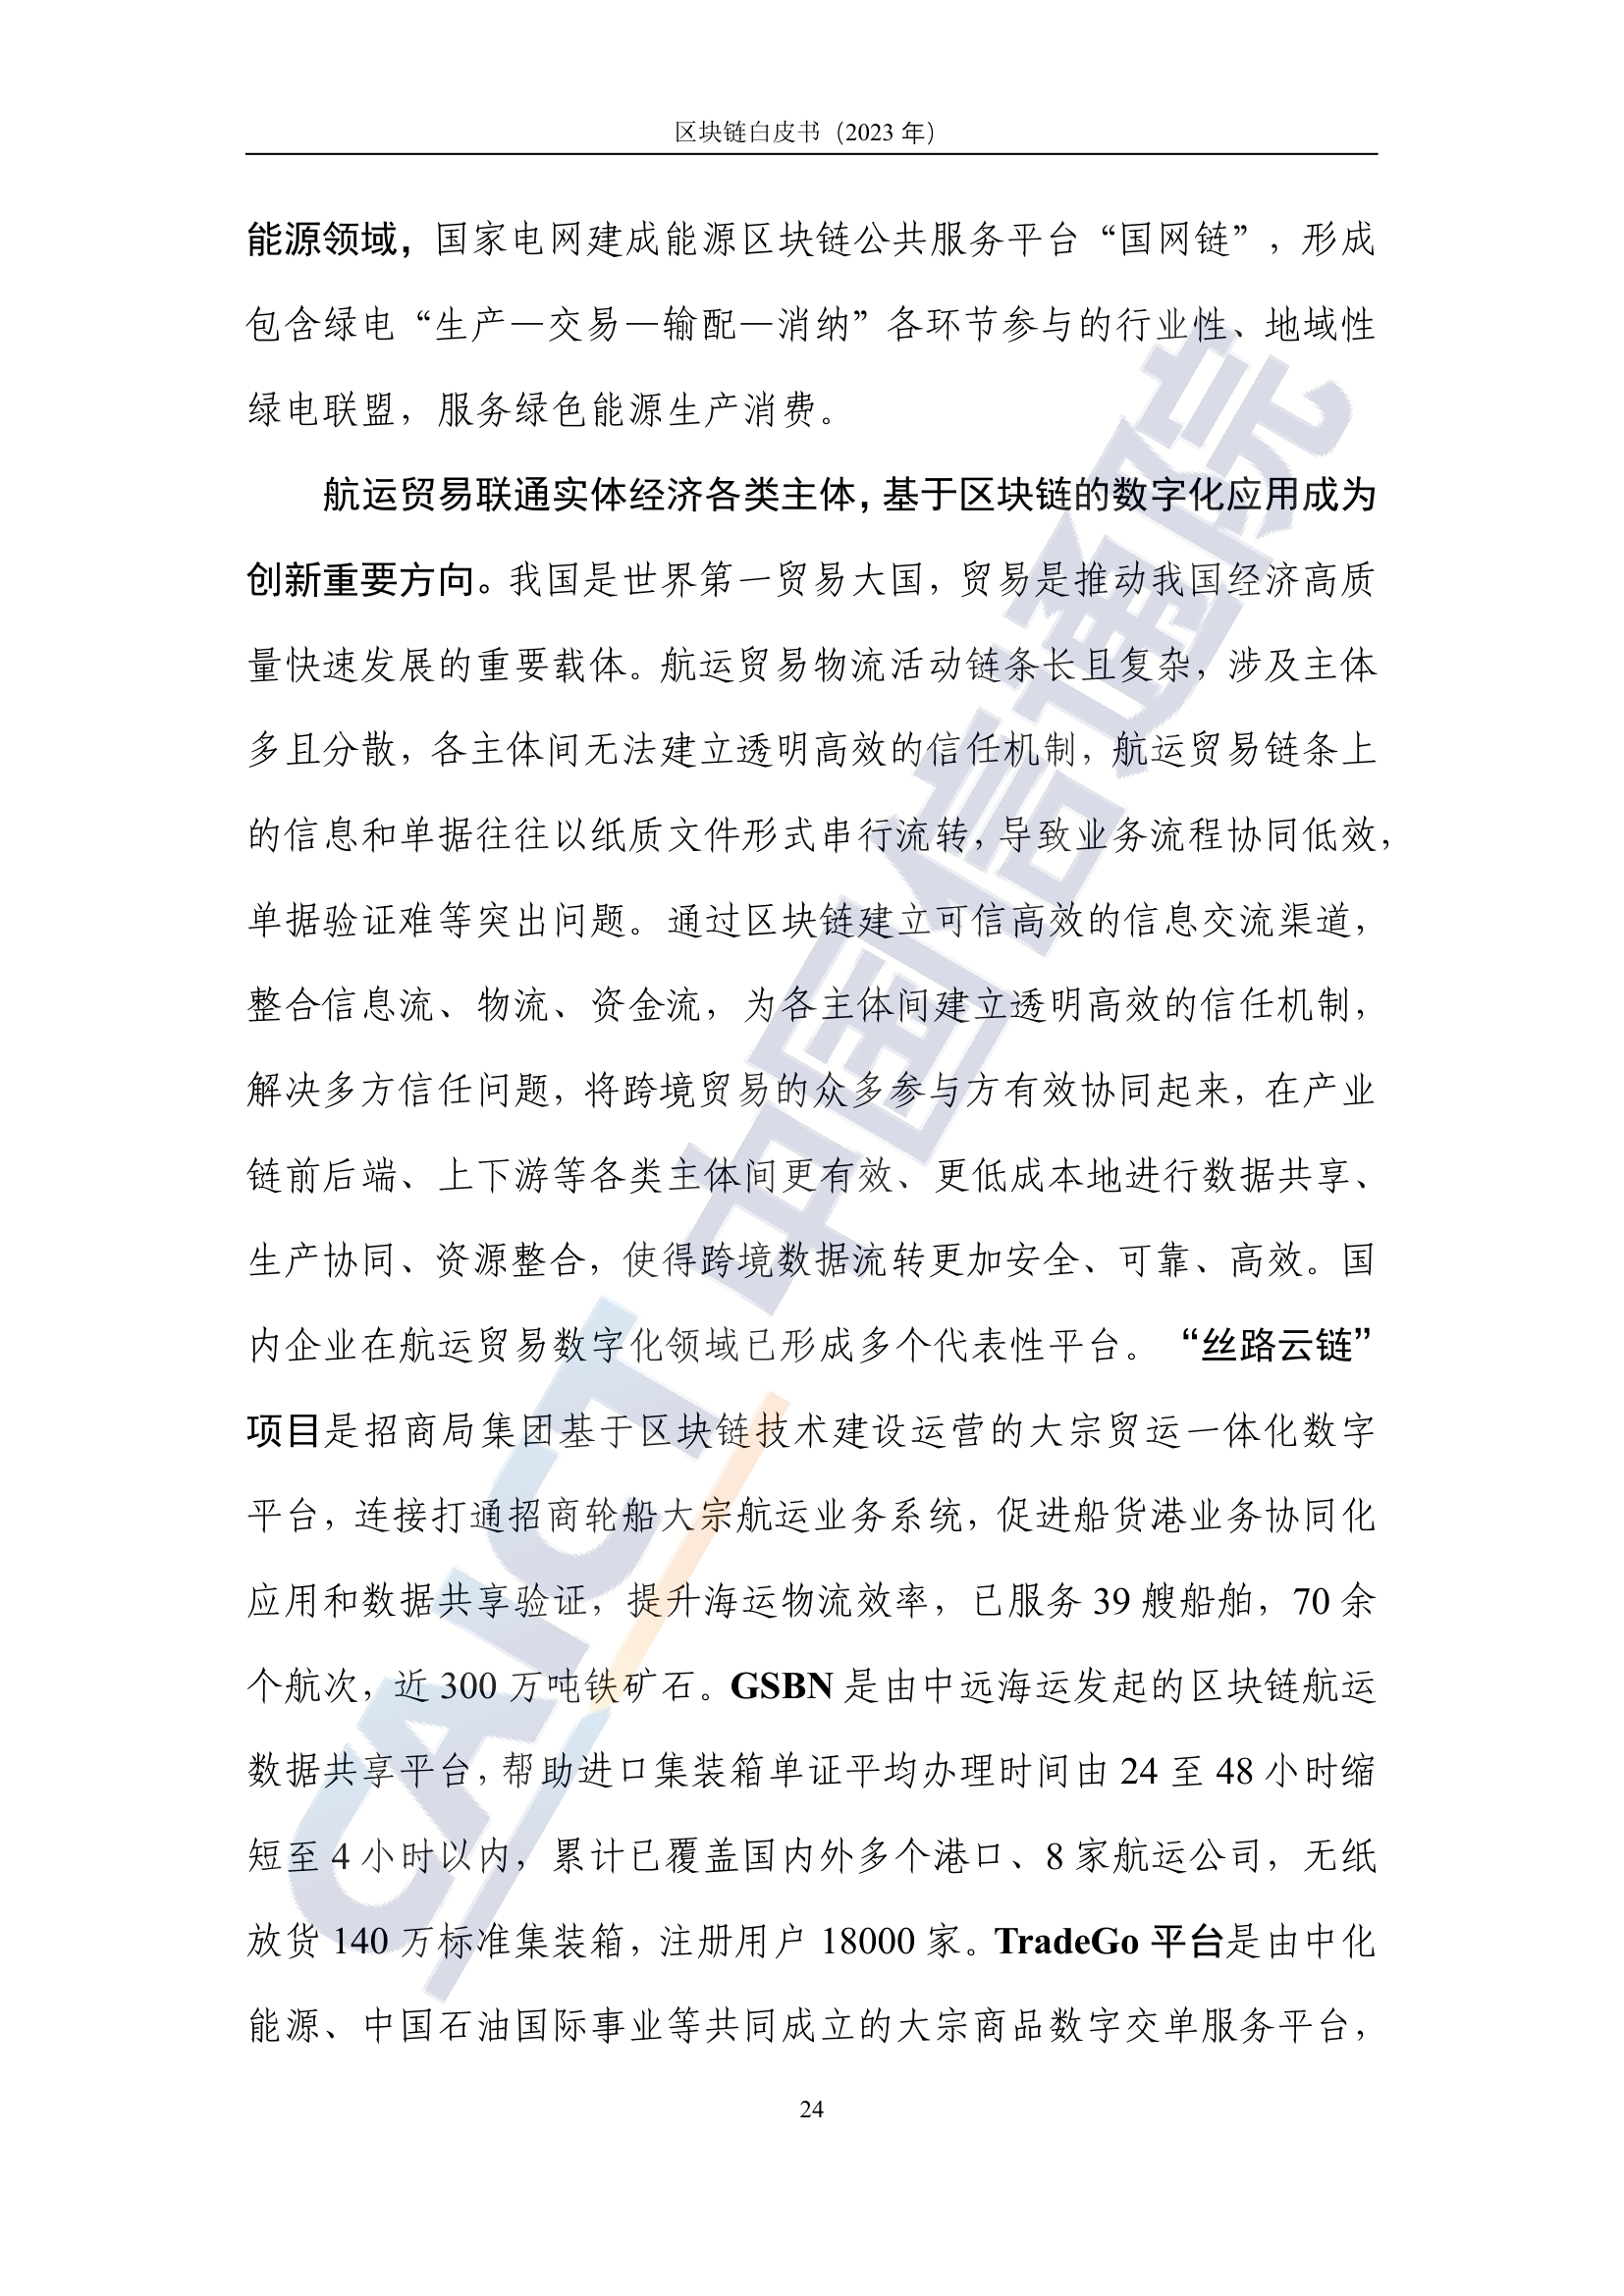 区块链白皮书（2023 年）
能源领域，国家电网建成能源区块链公共服务平台“国网链”，形成
包含绿电“生产—交易—输配—消纳”各环节参与的行业性、地域性
绿电联盟，服务绿色能源生产消费。
航运贸易联通实体经济各类主体，基于区块链的数字化应用成为
创新重要方向。我国是世界第一贸易大国，贸易是推动我国经济高质
量快速发展的重要载体。航运贸易物流活动链条长且复杂，涉及主体
多且分散，各主体间无法建立透明高效的信任机制，航运贸易链条上
的信息和单据往往以纸质文件形式串行流转，导致业务流程协同低效，
单据验证难等突出问题。通过区块链建立可信高效的信息交流渠道，
整合信息流、物流、资金流，为各主体间建立透明高效的信任机制，
解决多方信任问题，将跨境贸易的众多参与方有效协同起来，在产业
链前后端、上下游等各类主体间更有效、更低成本地进行数据共享、
生产协同、资源整合，使得跨境数据流转更加安全、可靠、高效。国
内企业在航运贸易数字化领域已形成多个代表性平台。“丝路云链”
项目是招商局集团基于区块链技术建设运营的大宗贸运一体化数字
平台，连接打通招商轮船大宗航运业务系统，促进船货港业务协同化
应用和数据共享验证，提升海运物流效率，已服务 39 艘船舶，70 余
个航次，近 300 万吨铁矿石。GSBN 是由中远海运发起的区块链航运
数据共享平台，帮助进口集装箱单证平均办理时间由 24 至 48 小时缩
短至 4 小时以内，累计已覆盖国内外多个港口、8 家航运公司，无纸
放货 140 万标准集装箱，注册用户 18000 家。TradeGo 平台是由中化
能源、中国石油国际事业等共同成立的大宗商品数字交单服务平台，
24
CAICT 中国信通院